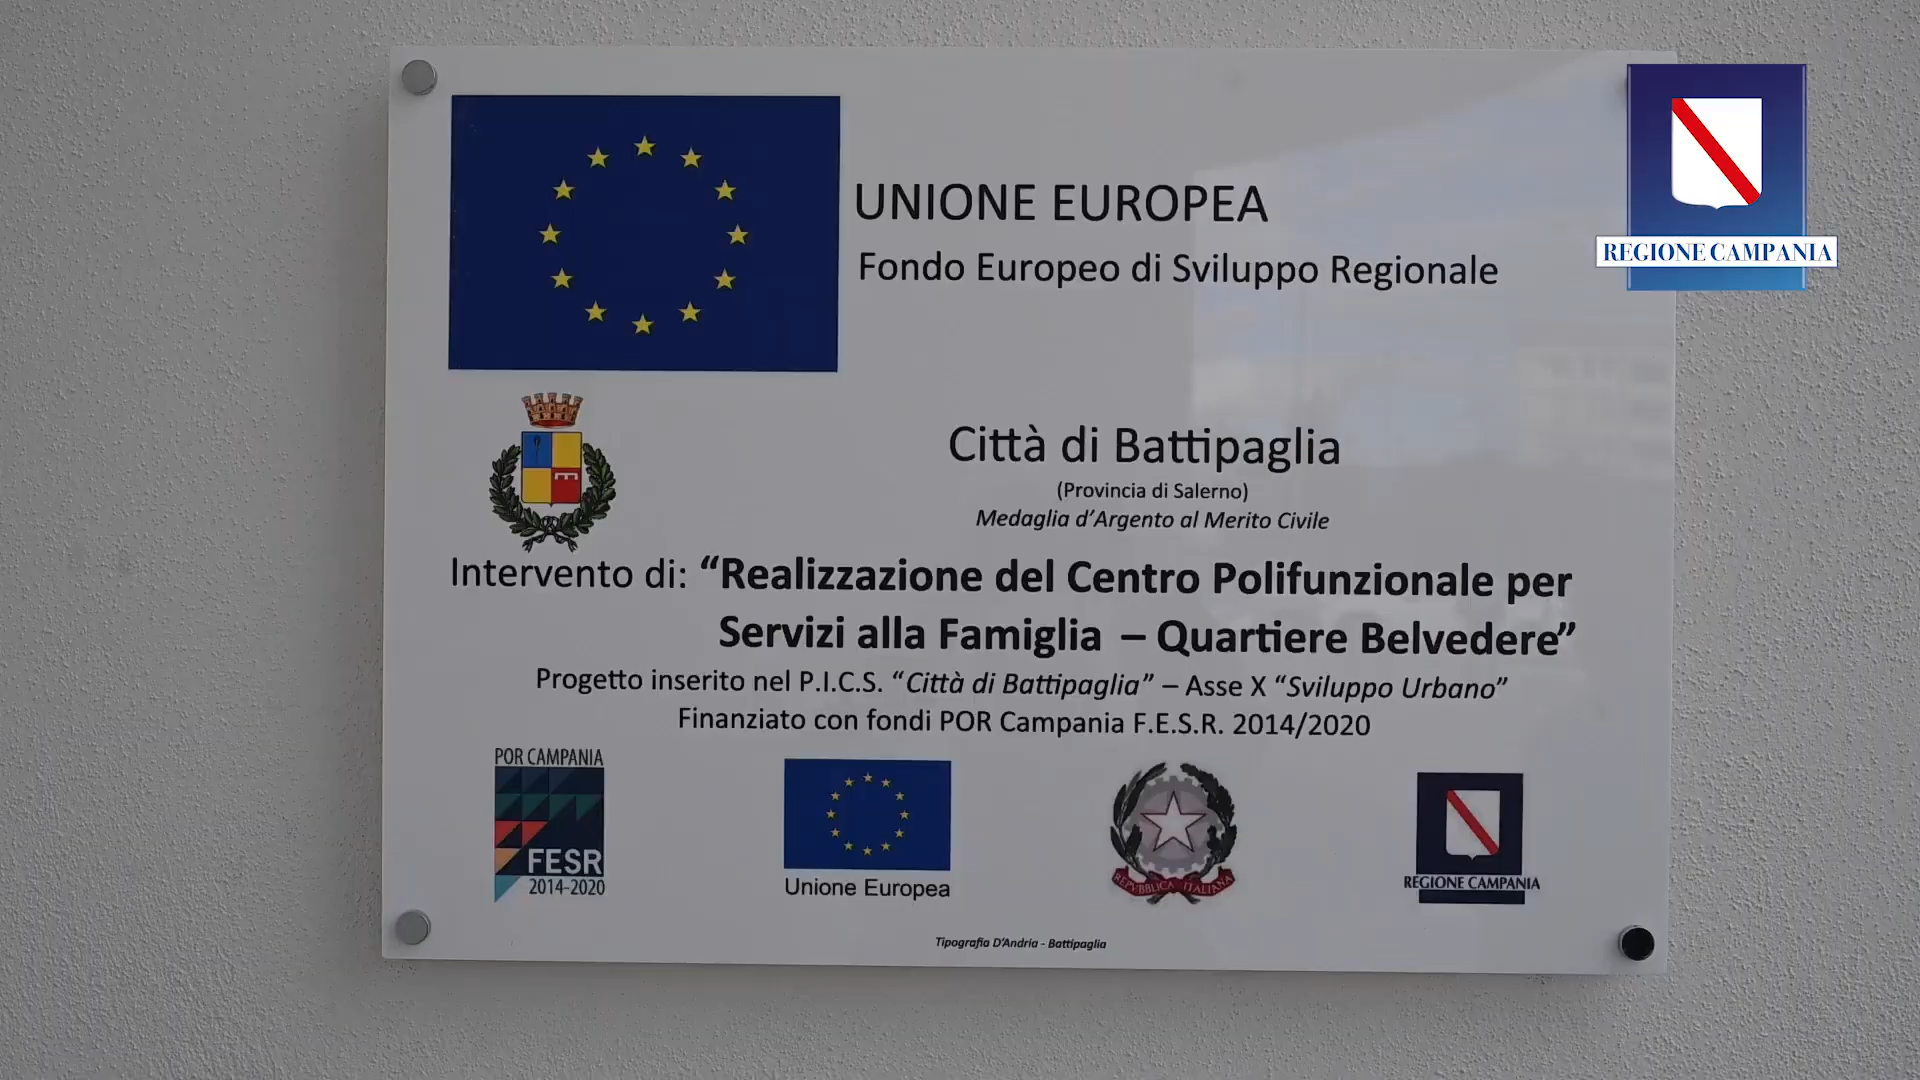 UNIONE EUROPEA
Fondo Europeo di Sviluppo Regionale
REGIONE CAMPANIA
Città di Battipaglia
(Provincia di Salerno)
Medaglia d'Argento al Merito Civile
Intervento di: “Realizzazione del Centro Polifunzionale per
Servizi alla Famiglia – Quartiere Belvedere”
Progetto inserito nel P.I.C.S. “Città di Battipaglia” – Asse X “Sviluppo Urbano”
Finanziato con fondi POR Campania F.E.S.R. 2014/2020
POR CAMPANIA
FESR
2014-2020
Unione Europea
REPVBBLICA ITALIANA
REGIONE CAMPANIA
Tipografia D'Andria - Battipaglia